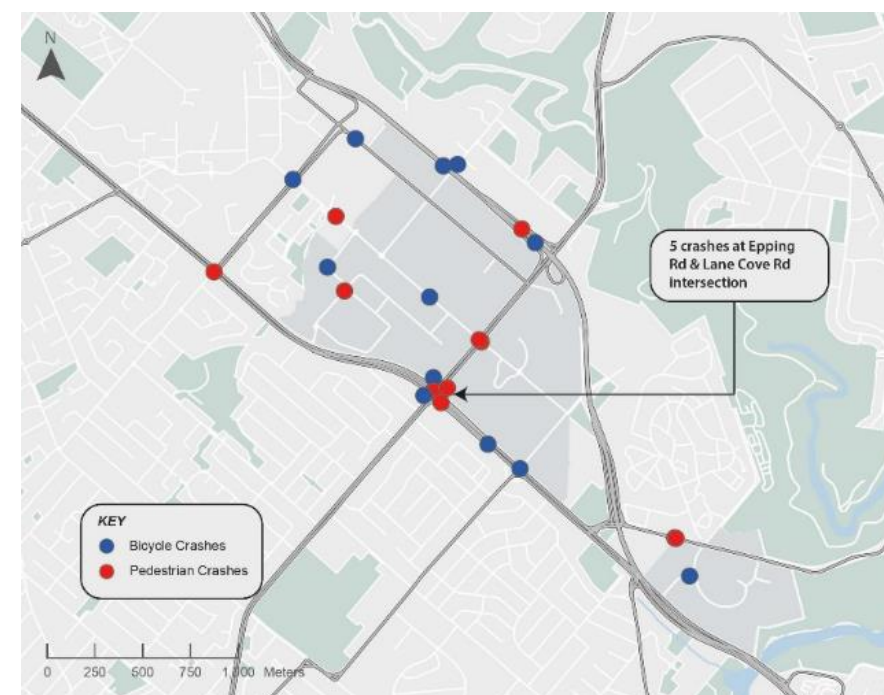 N
5 crashes at Epping
Rd & Lane Cove Rd
intersection
KEY
Bicycle Crashes
Pedestrian Crashes
0 250 500 750 1,000 Meters